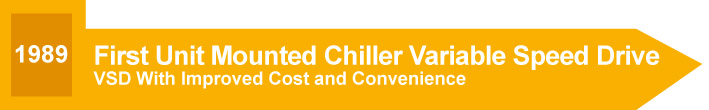 1989
First Unit Mounted Chiller Variable Speed Drive
VSD With Improved Cost and Convenience